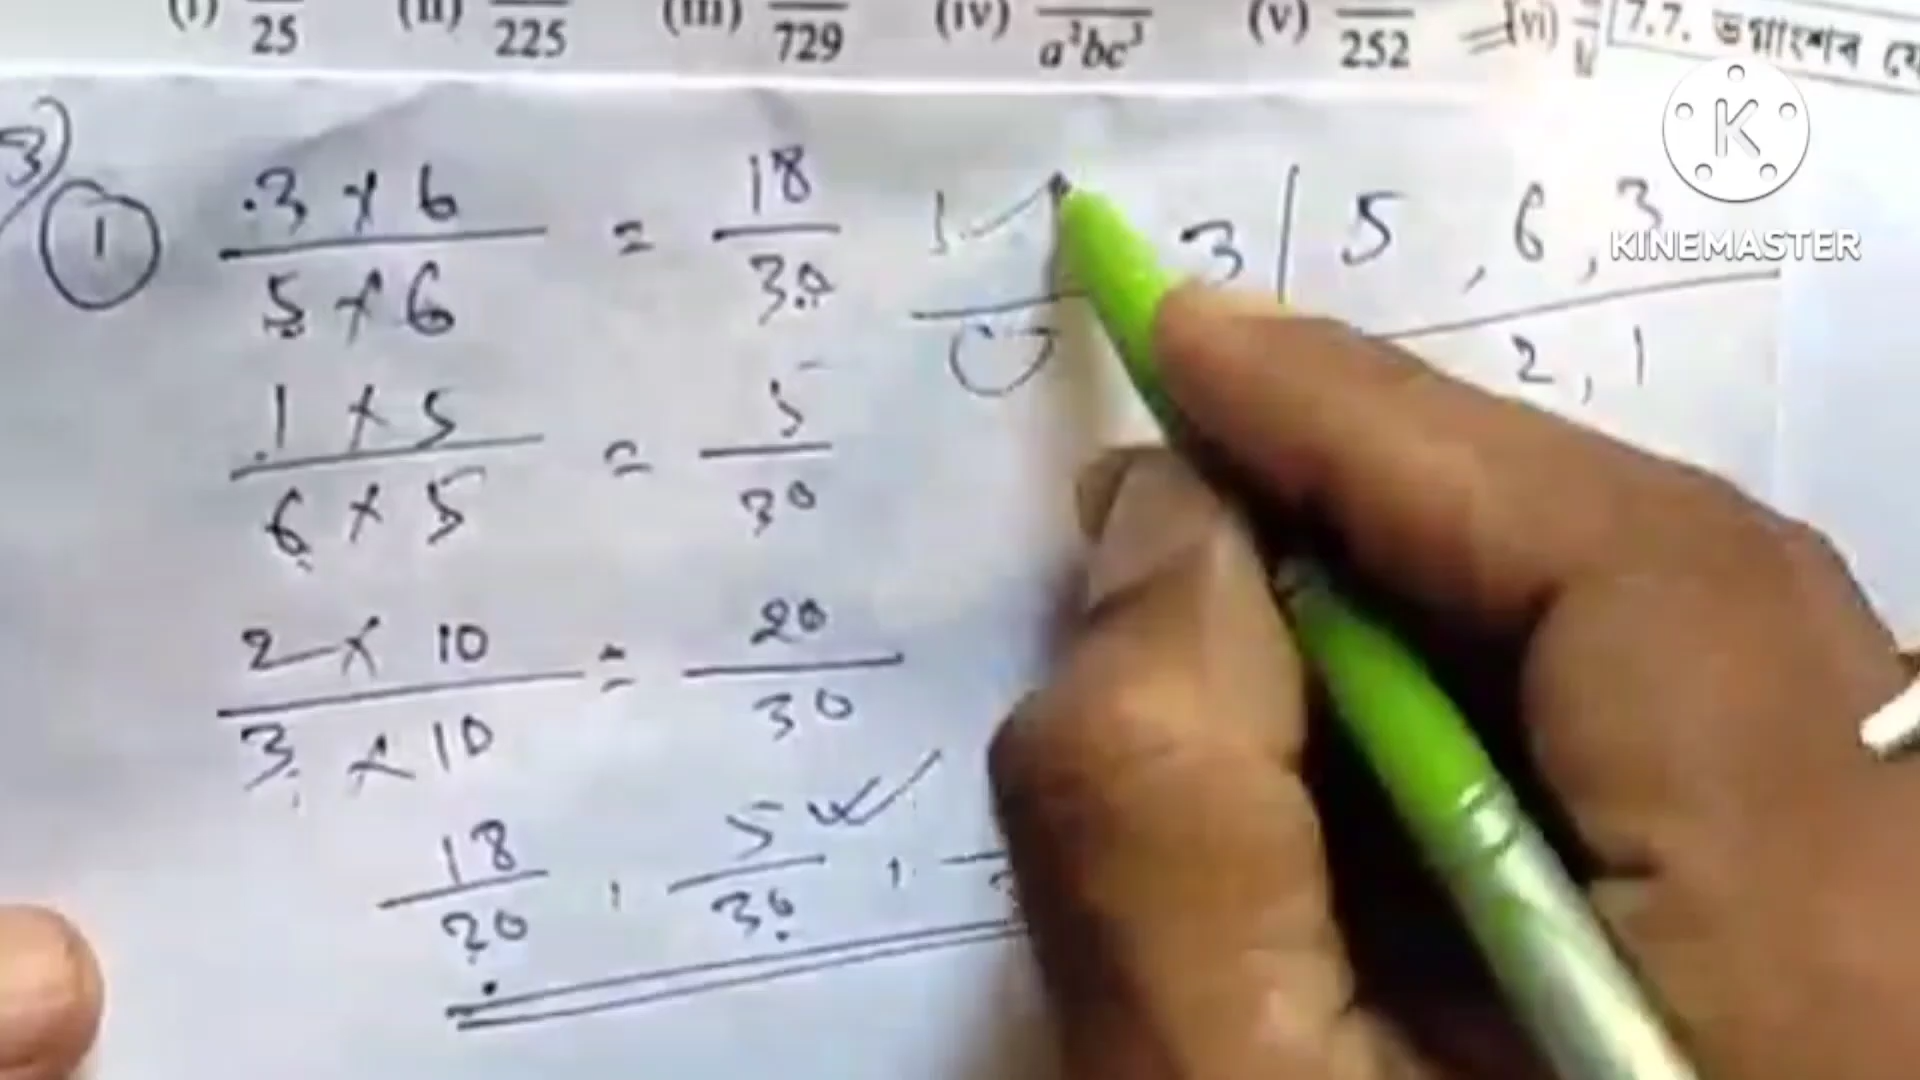 (i) 25 (ii) 225 (iii) 729 (iv) a²bc³ (v) 252 (vi)
7.7. ভগ্নাংশৰ
K
KINEMASTER
3)
1
3 × 6 / 5 × 6 = 18 / 30
3 | 5, 6, 3
2, 1
1 × 5 / 6 × 5 = 5 / 30
2 × 10 / 3 × 10 = 20 / 30
18 / 30 , 5 / 30 ,